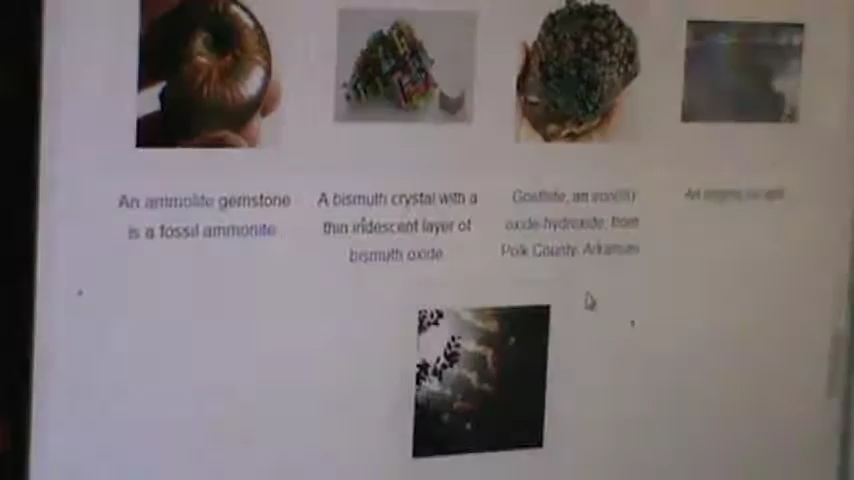 An ammolite gemstone
is a fossil ammonite
A bismuth crystal with a
thin iridescent layer of
bismuth oxide
Goethite, an iron(III)
oxide-hydroxide, from
Polk County, Arkansas
An